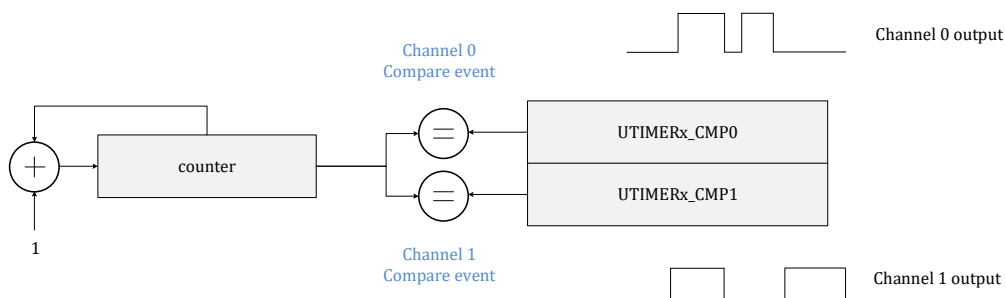 Channel 0 output
Channel 0
Compare event
UTIMERx_CMP0
counter
UTIMERx_CMP1
1
Channel 1
Compare event
Channel 1 output